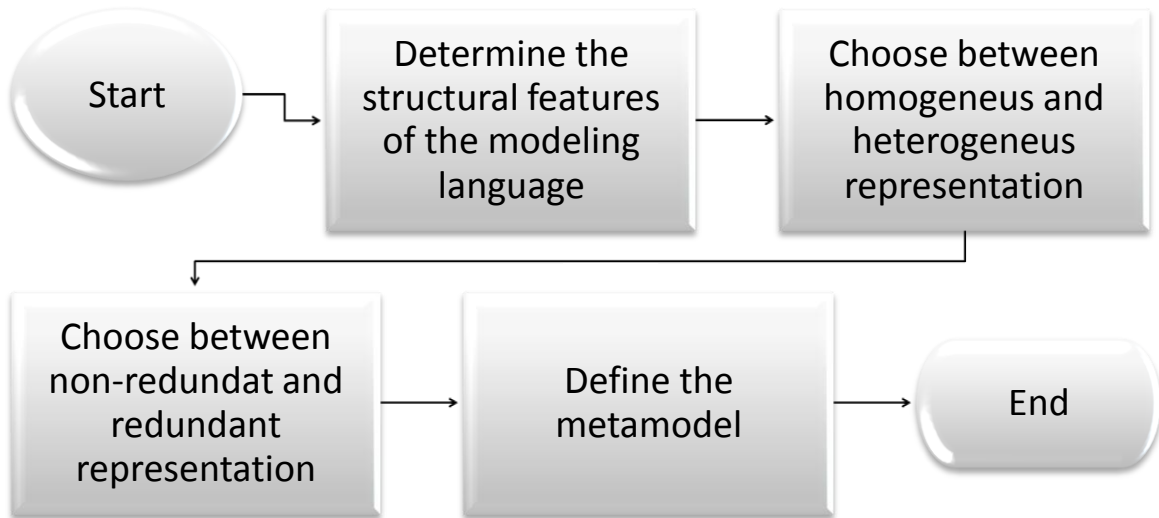 Start
Determine the
structural features
of the modeling
language
Choose between
homogeneus and
heterogeneus
representation
Choose between
non-redundat and
redundant
representation
Define the
metamodel
End